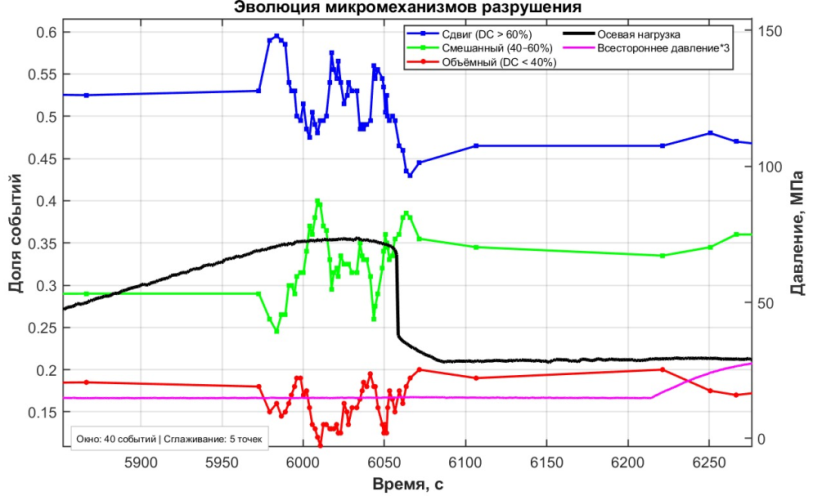 Эволюция микромеханизмов разрушения
Сдвиг (DC > 60%)
Смешанный (40–60%)
Объёмный (DC < 40%)
Осевая нагрузка
Всестороннее давление*3
Доля событий
0.6
0.55
0.5
0.45
0.4
0.35
0.3
0.25
0.2
0.15
Давление, МПа
150
100
50
0
Окно: 40 событий | Сглаживание: 5 точек
5900
5950
6000
6050
6100
6150
6200
6250
Время, с